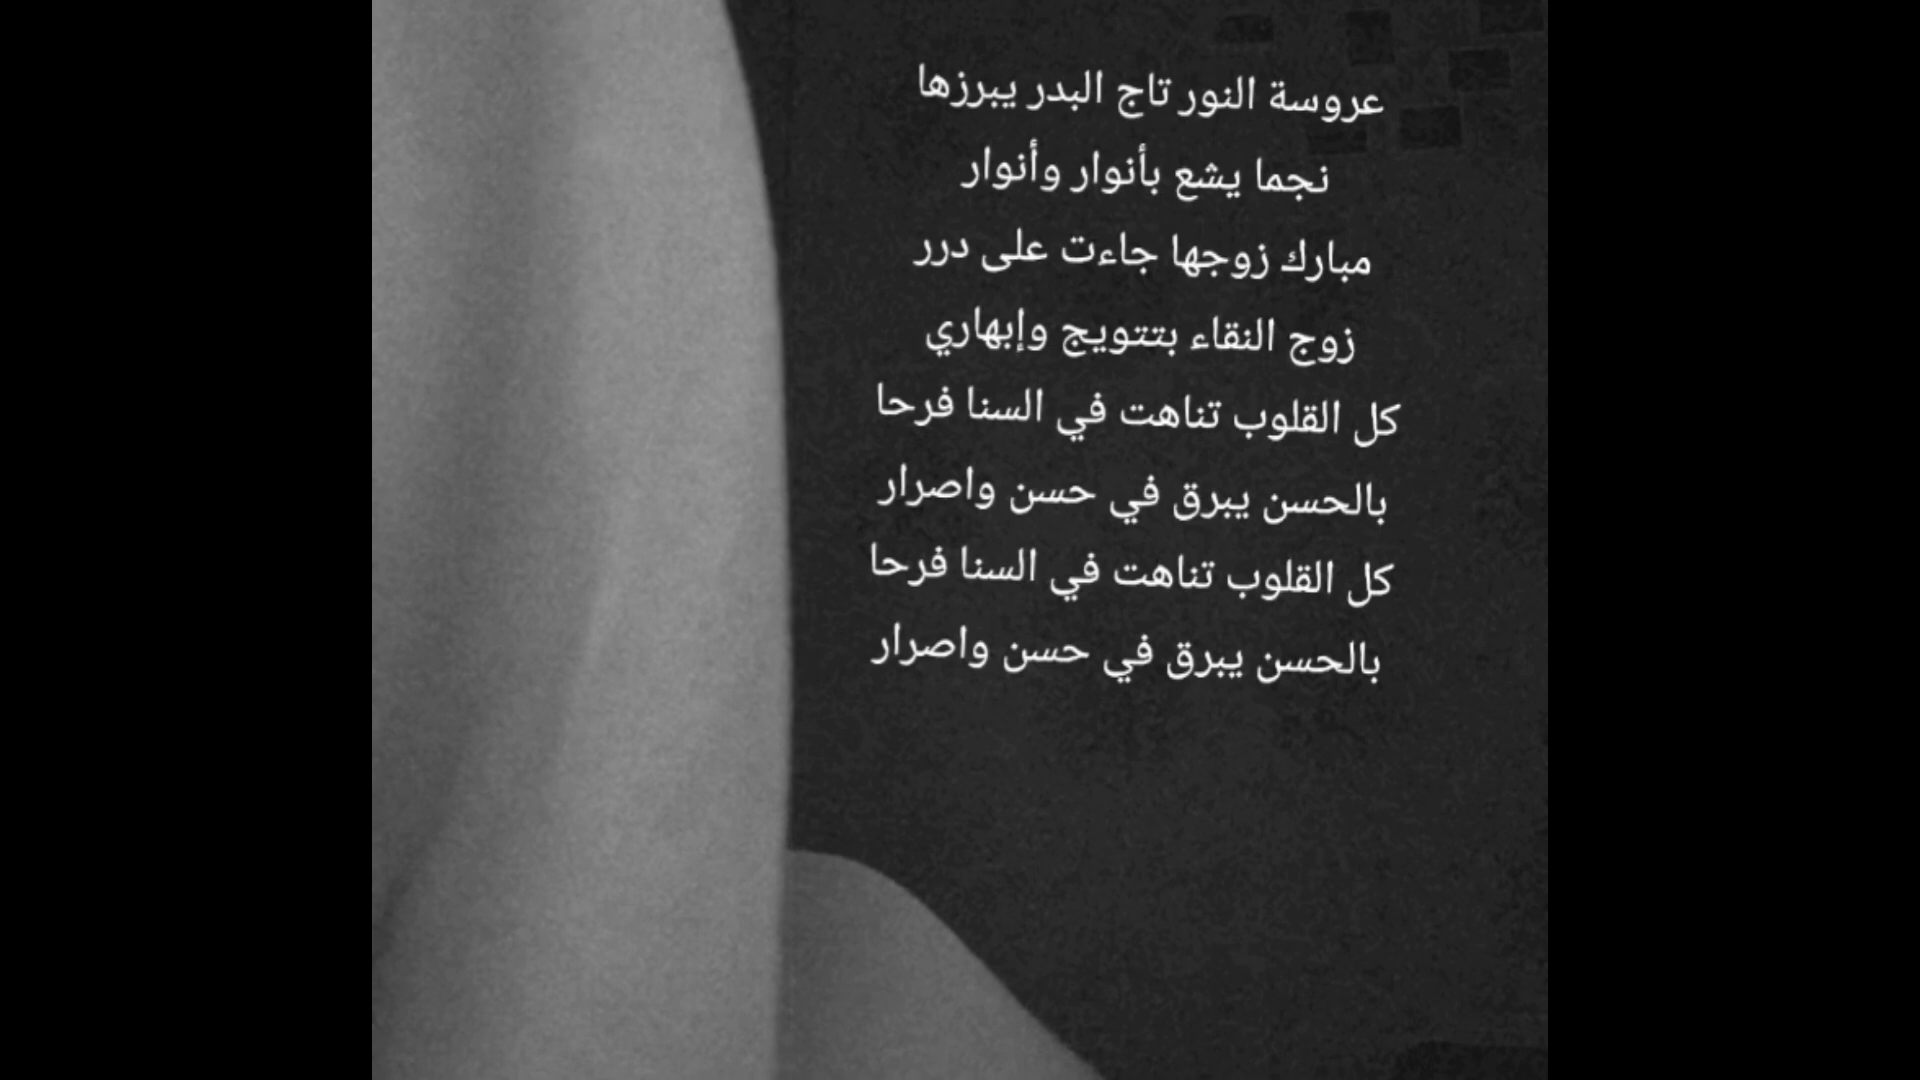 عروسة النور تاج البدر يبرزها
نجما يشع بأنوار وأنوار
مبارك زوجها جاءت على درر
زوج النقاء بتتويج وإبهاري
كل القلوب تناهت في السنا فرحا
بالحسن يبرق في حسن واصرار
كل القلوب تناهت في السنا فرحا
بالحسن يبرق في حسن واصرار